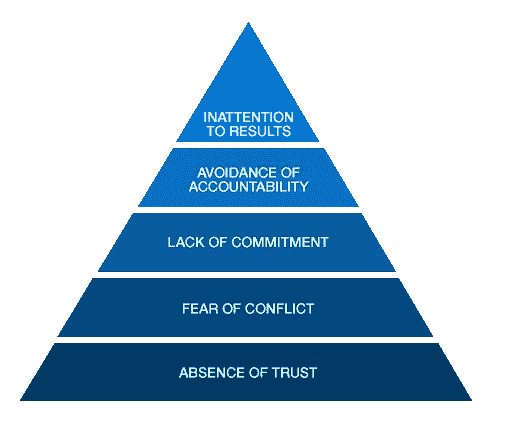 INATTENTION
TO RESULTS
AVOIDANCE OF
ACCOUNTABILITY
LACK OF COMMITMENT
FEAR OF CONFLICT
ABSENCE OF TRUST